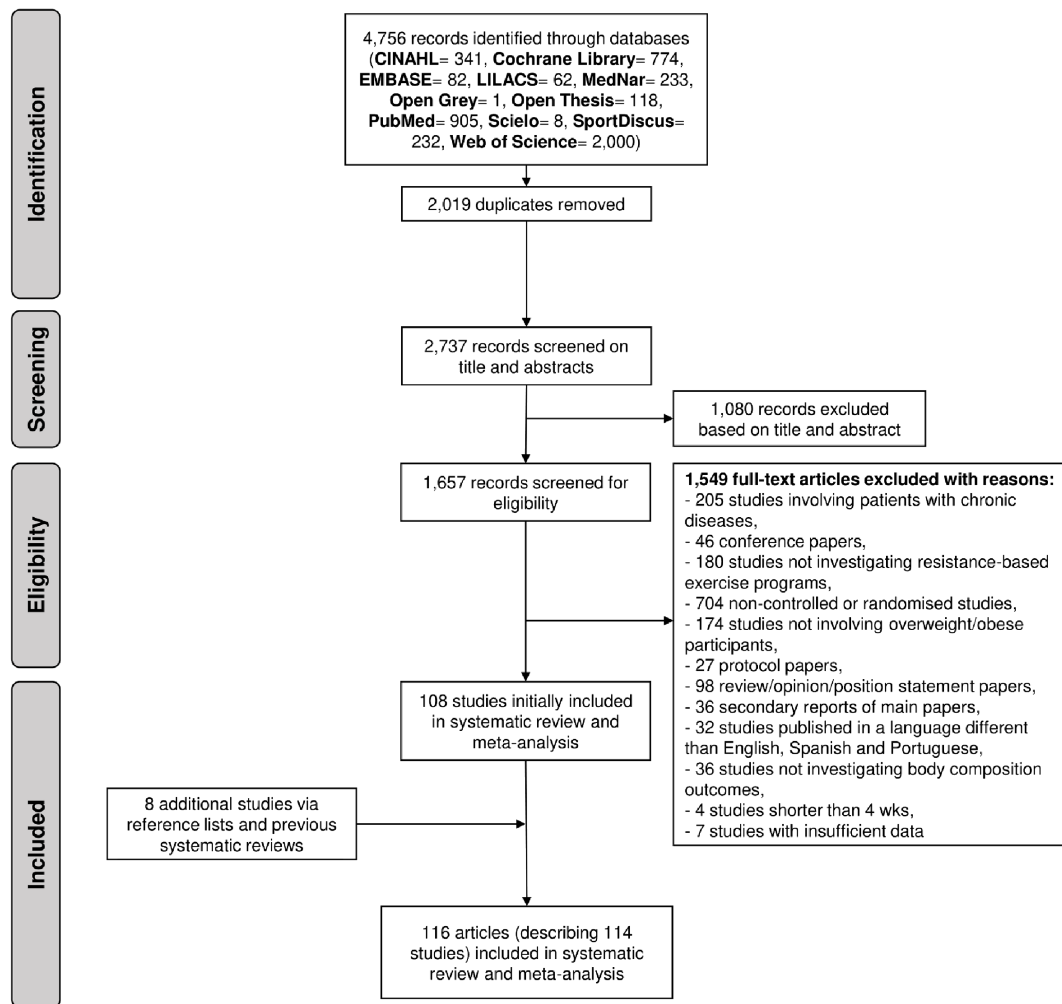 Identification
4,756 records identified through databases
(CINAHL= 341, Cochrane Library= 774,
EMBASE= 82, LILACS= 62, MedNar= 233,
Open Grey= 1, Open Thesis= 118,
PubMed= 905, Scielo= 8, SportDiscus=
232, Web of Science= 2,000)
2,019 duplicates removed
Screening
2,737 records screened on
title and abstracts
1,080 records excluded
based on title and abstract
Eligibility
1,657 records screened for
eligibility
1,549 full-text articles excluded with reasons:
- 205 studies involving patients with chronic
diseases,
- 46 conference papers,
- 180 studies not investigating resistance-based
exercise programs,
- 704 non-controlled or randomised studies,
- 174 studies not involving overweight/obese
participants,
- 27 protocol papers,
- 98 review/opinion/position statement papers,
- 36 secondary reports of main papers,
- 32 studies published in a language different
than English, Spanish and Portuguese,
- 36 studies not investigating body composition
outcomes,
- 4 studies shorter than 4 wks,
- 7 studies with insufficient data
Included
108 studies initially included
in systematic review and
meta-analysis
8 additional studies via
reference lists and previous
systematic reviews
116 articles (describing 114
studies) included in systematic
review and meta-analysis